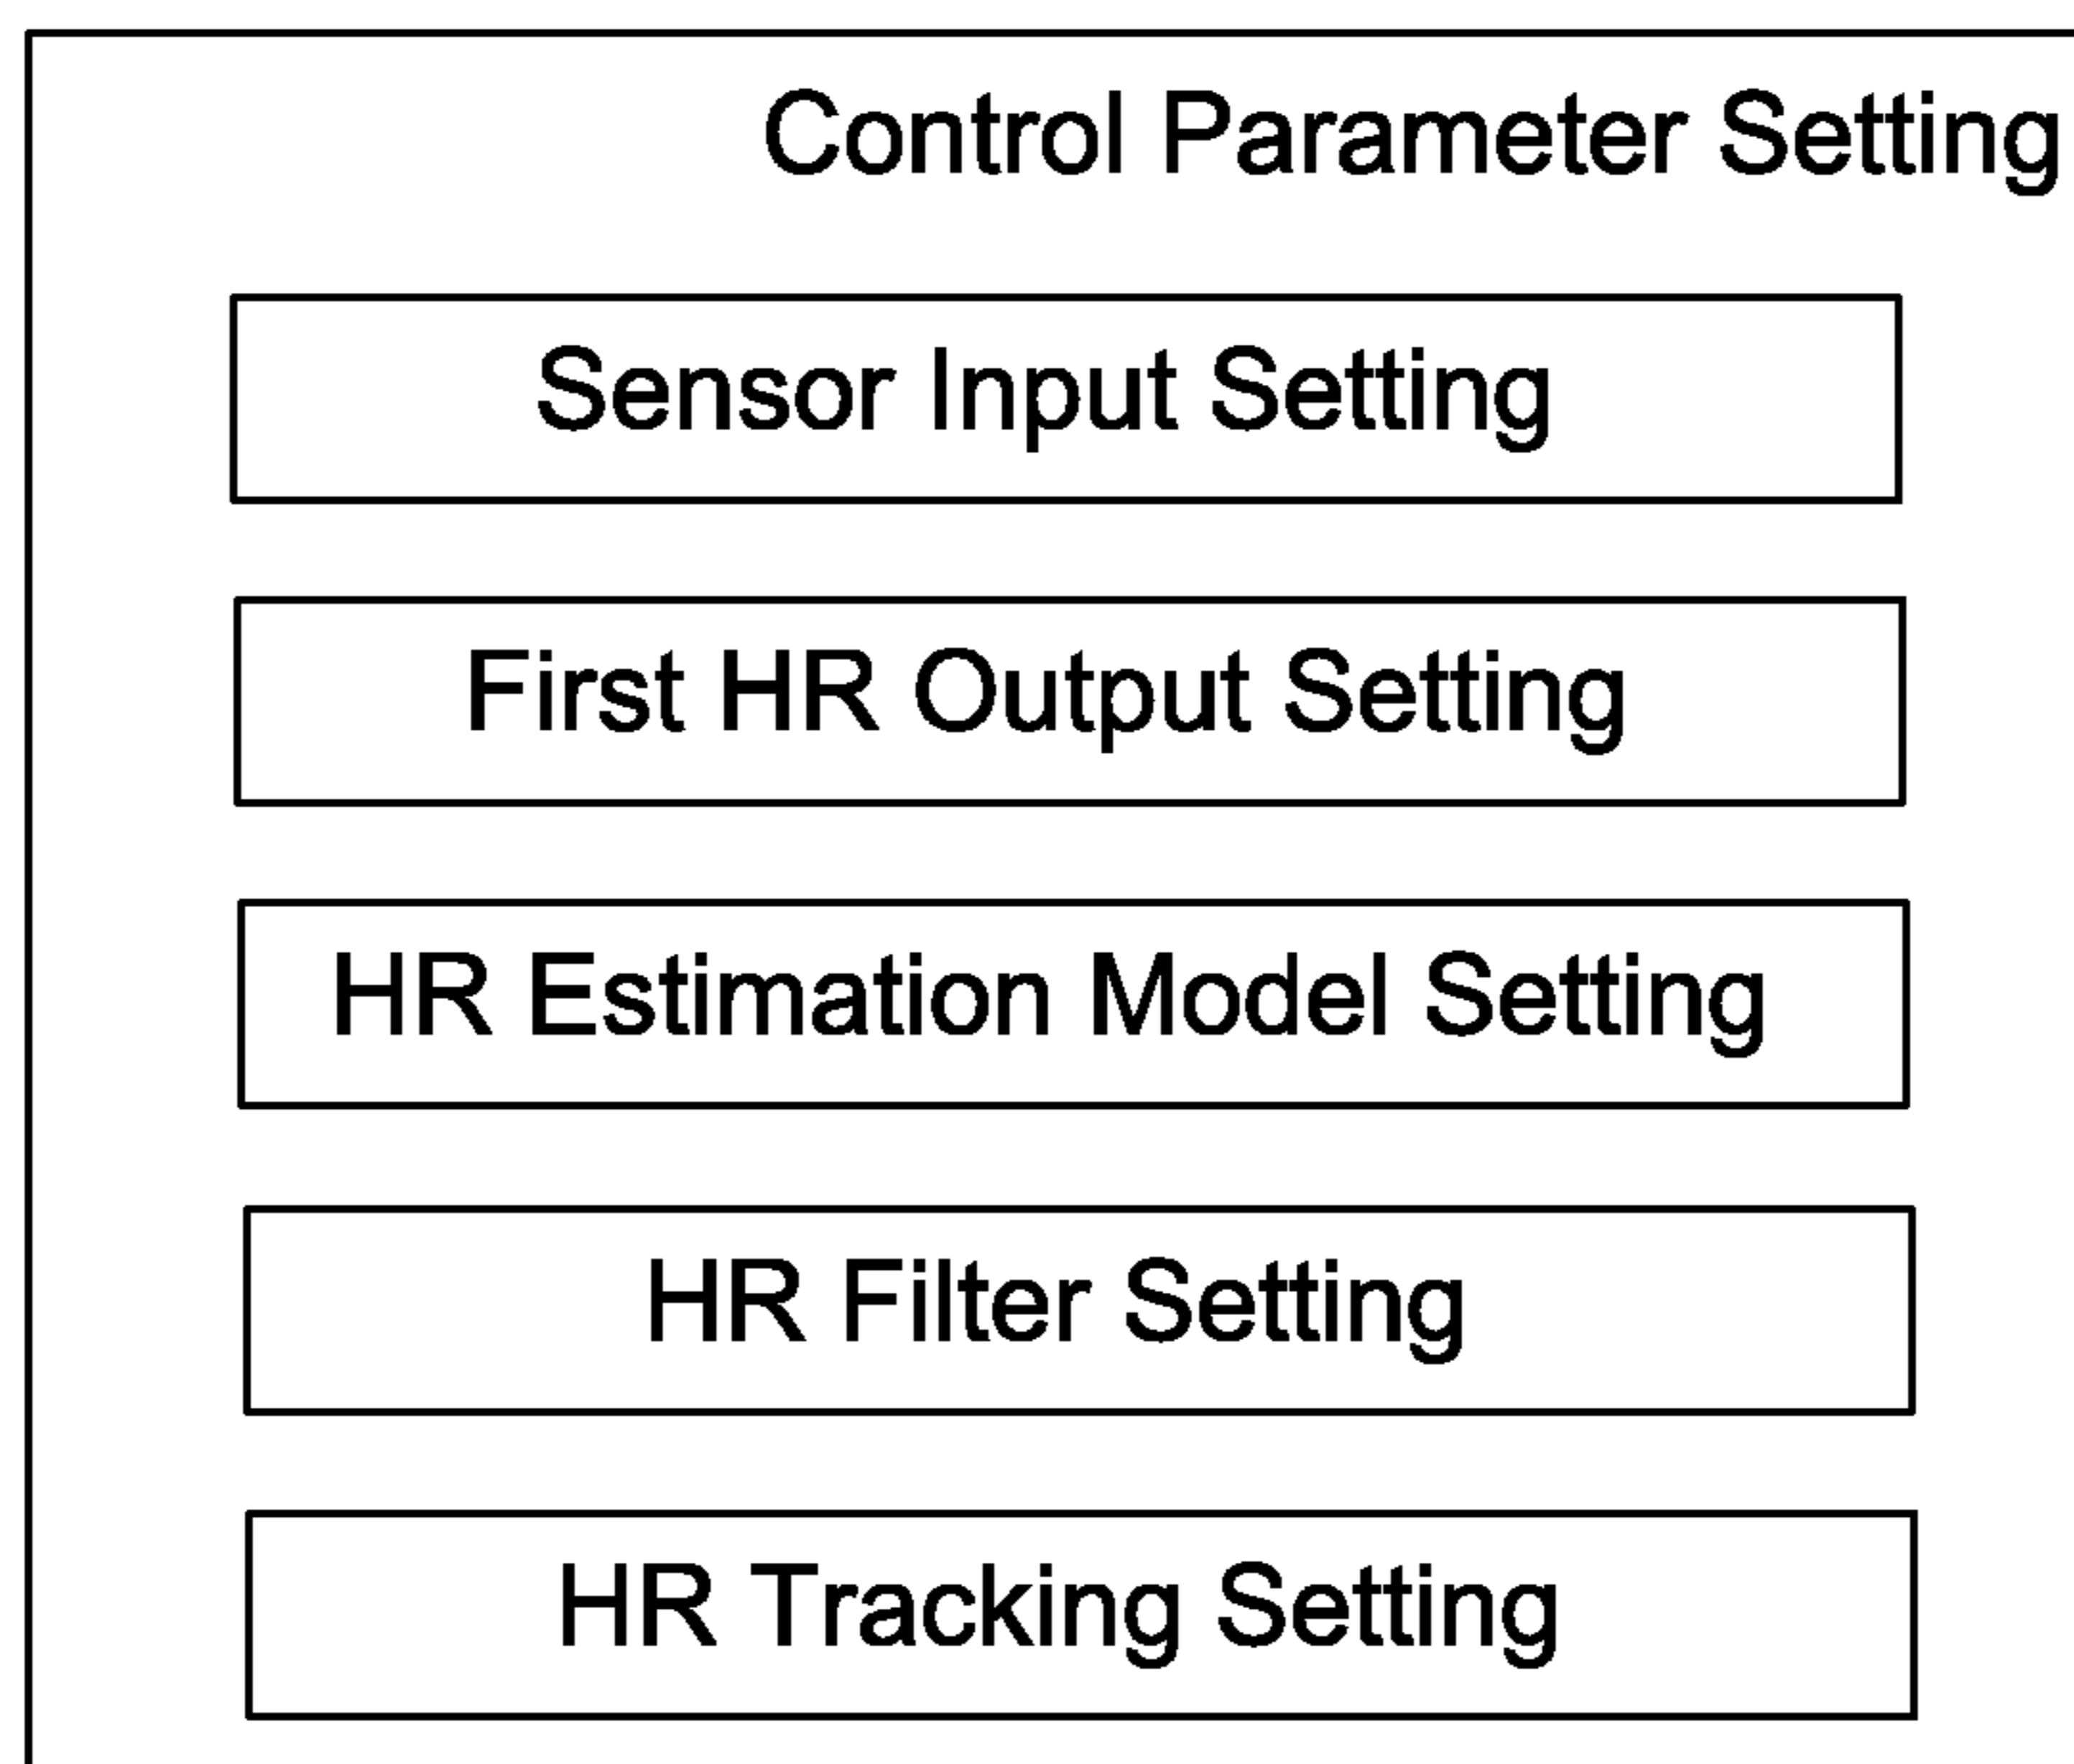 Control Parameter Setting
Sensor Input Setting
First HR Output Setting
HR Estimation Model Setting
HR Filter Setting
HR Tracking Setting